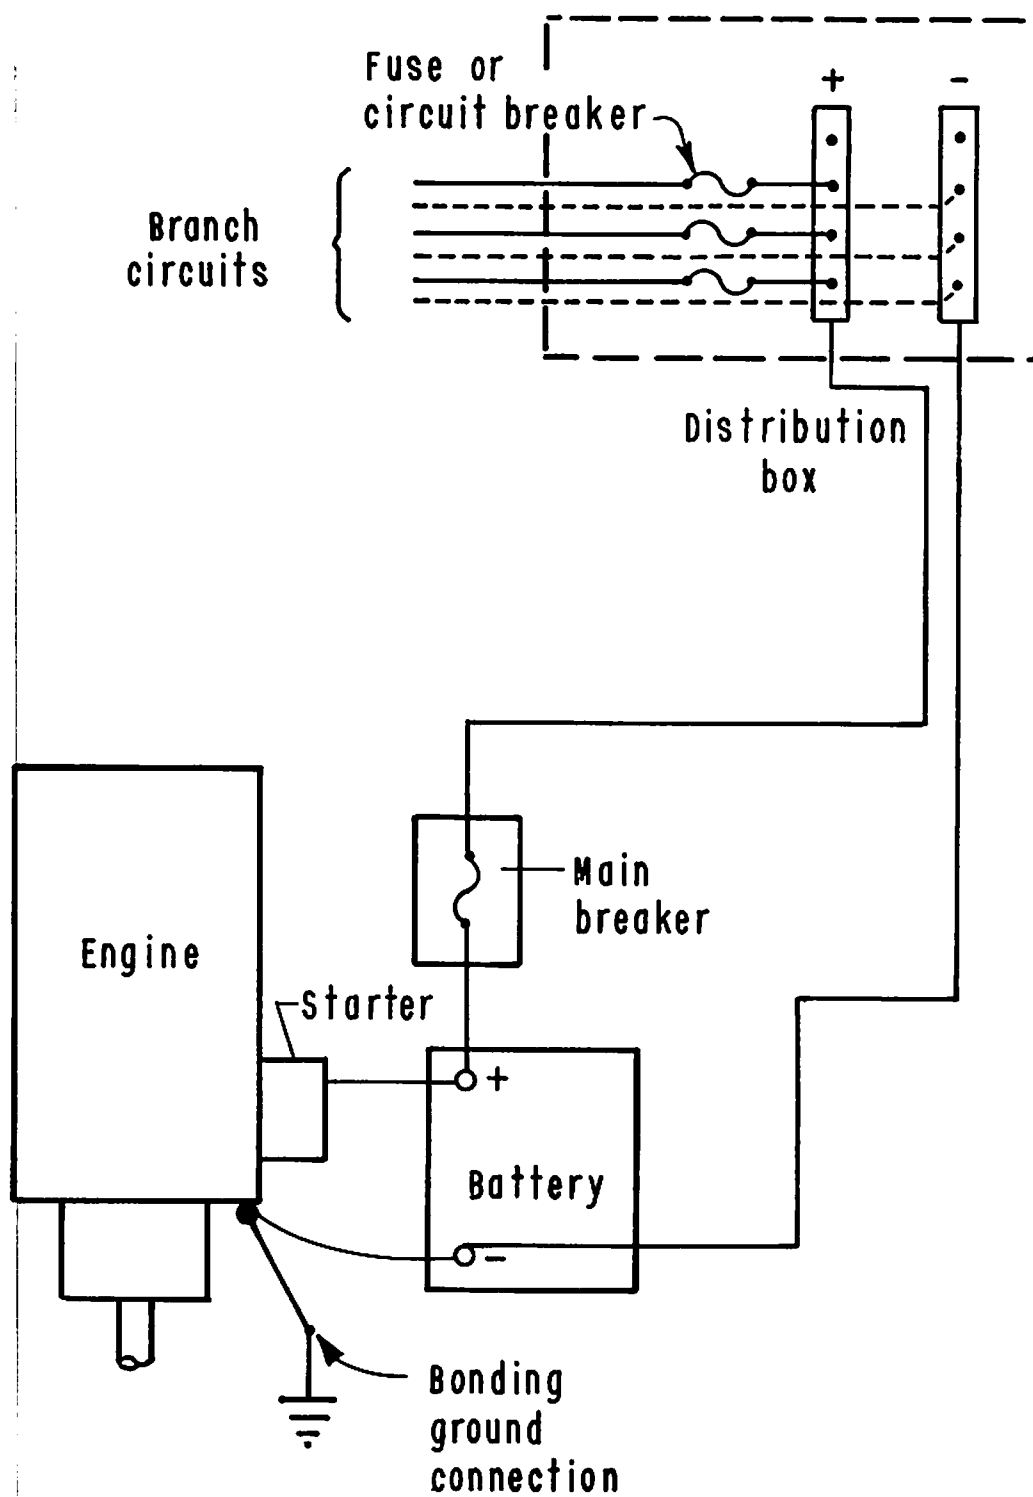 Fuse or
circuit breaker
+
-
Branch
circuits
Distribution
box
Main
breaker
Engine
Starter
+
Battery
-
Bonding
ground
connection